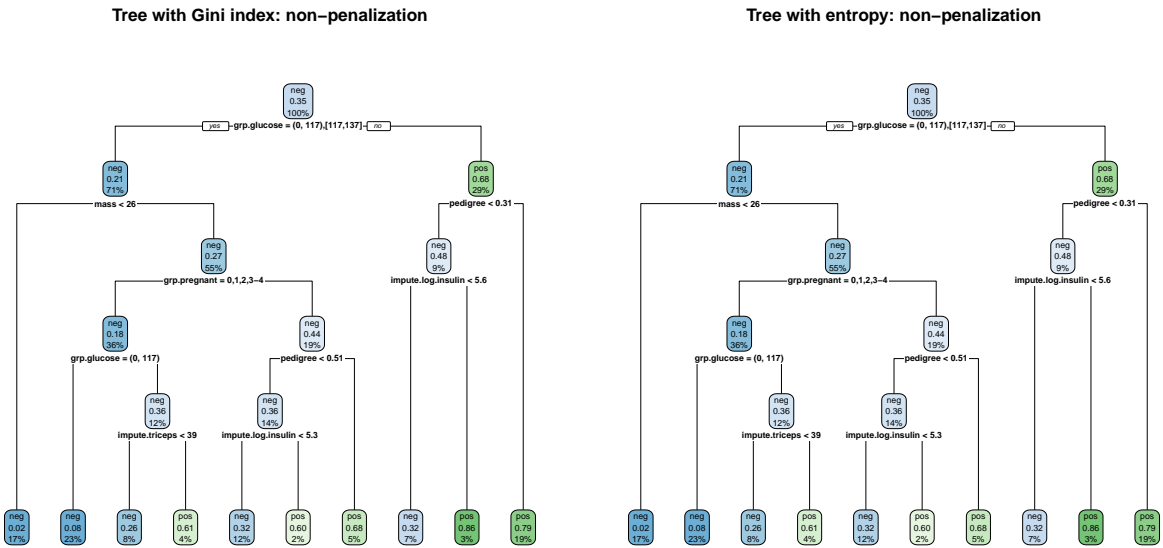 Tree with Gini index: non−penalization
neg
0.35
100%
yes grp.glucose = (0, 117),[117,137] no
neg
0.21
71%
pos
0.68
29%
mass < 26
pedigree < 0.31
neg
0.27
55%
neg
0.48
9%
grp.pregnant = 0,1,2,3−4
impute.log.insulin < 5.6
neg
0.18
36%
neg
0.44
19%
grp.glucose = (0, 117)
pedigree < 0.51
neg
0.36
12%
neg
0.36
14%
impute.triceps < 39
impute.log.insulin < 5.3
neg
0.02
17%
neg
0.08
23%
neg
0.26
8%
pos
0.61
4%
neg
0.32
12%
pos
0.60
2%
pos
0.68
5%
neg
0.32
7%
pos
0.86
3%
pos
0.79
19%
Tree with entropy: non−penalization
neg
0.35
100%
yes grp.glucose = (0, 117),[117,137] no
neg
0.21
71%
pos
0.68
29%
mass < 26
pedigree < 0.31
neg
0.27
55%
neg
0.48
9%
grp.pregnant = 0,1,2,3−4
impute.log.insulin < 5.6
neg
0.18
36%
neg
0.44
19%
grp.glucose = (0, 117)
pedigree < 0.51
neg
0.36
12%
neg
0.36
14%
impute.triceps < 39
impute.log.insulin < 5.3
neg
0.02
17%
neg
0.08
23%
neg
0.26
8%
pos
0.61
4%
neg
0.32
12%
pos
0.60
2%
pos
0.68
5%
neg
0.32
7%
pos
0.86
3%
pos
0.79
19%